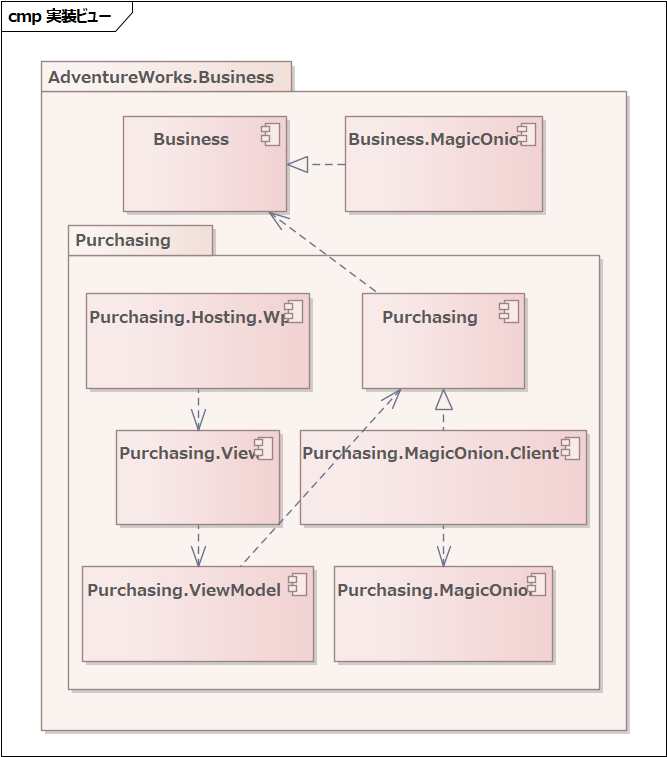 cmp 実装ビュー
AdventureWorks.Business
Business
Business.MagicOnio
Purchasing
Purchasing.Hosting.Wp
Purchasing
Purchasing.View
Purchasing.MagicOnion.Client
Purchasing.ViewModel
Purchasing.MagicOnio